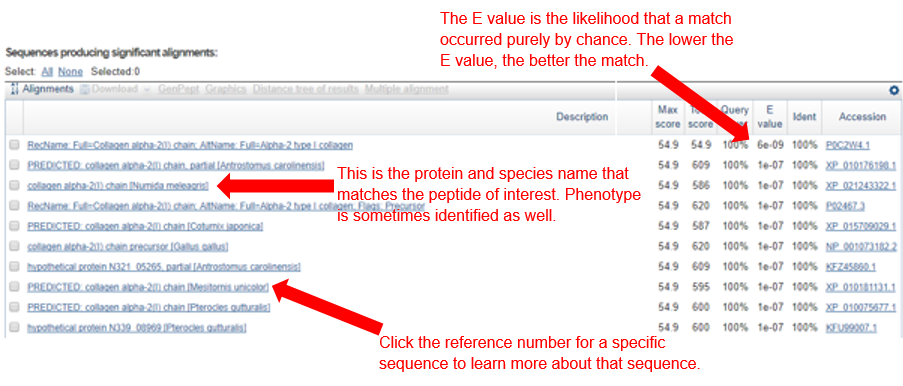 The E value is the likelihood that a match
occurred purely by chance. The lower the
E value, the better the match.
Sequences producing significant alignments:
Select: All None Selected:0
Alignments Download GenPept Graphics Distance tree of results Multiple alignment
Description Max score score Query E value Ident Accession
RecName: Full=Collagen alpha-2(I) chain; AltName: Full=Alpha-2 type I collagen 54.9 54.9 100% 6e-09 100% P0C2W4.1
PREDICTED: collagen alpha-2(I) chain, partial [Antrostomus carolinensis] 54.9 609 100% 1e-07 100% XP_010176198.1
collagen alpha-2(I) chain [Numida meleagris] 54.9 586 100% 1e-07 100% XP_021243322.1
RecName: Full=Collagen alpha-2(I) chain; AltName: Full=Alpha-2 type I collagen; Flags: Precursor 54.9 620 100% 1e-07 100% P02467.3
PREDICTED: collagen alpha-2(I) chain [Coturnix japonica] 54.9 587 100% 1e-07 100% XP_015709029.1
collagen alpha-2(I) chain precursor [Gallus gallus] 54.9 620 100% 1e-07 100% NP_001073182.2
hypothetical protein N321_05265, partial [Antrostomus carolinensis] 54.9 609 100% 1e-07 100% KFZ45860.1
PREDICTED: collagen alpha-2(I) chain [Mesitornis unicolor] 54.9 595 100% 1e-07 100% XP_010181131.1
PREDICTED: collagen alpha-2(I) chain [Pterocles gutturalis] 54.9 600 100% 1e-07 100% XP_010075677.1
hypothetical protein N339_08969 [Pterocles gutturalis] 54.9 600 100% 1e-07 100% KFU99007.1
This is the protein and species name that
matches the peptide of interest. Phenotype
is sometimes identified as well.
Click the reference number for a specific
sequence to learn more about that sequence.